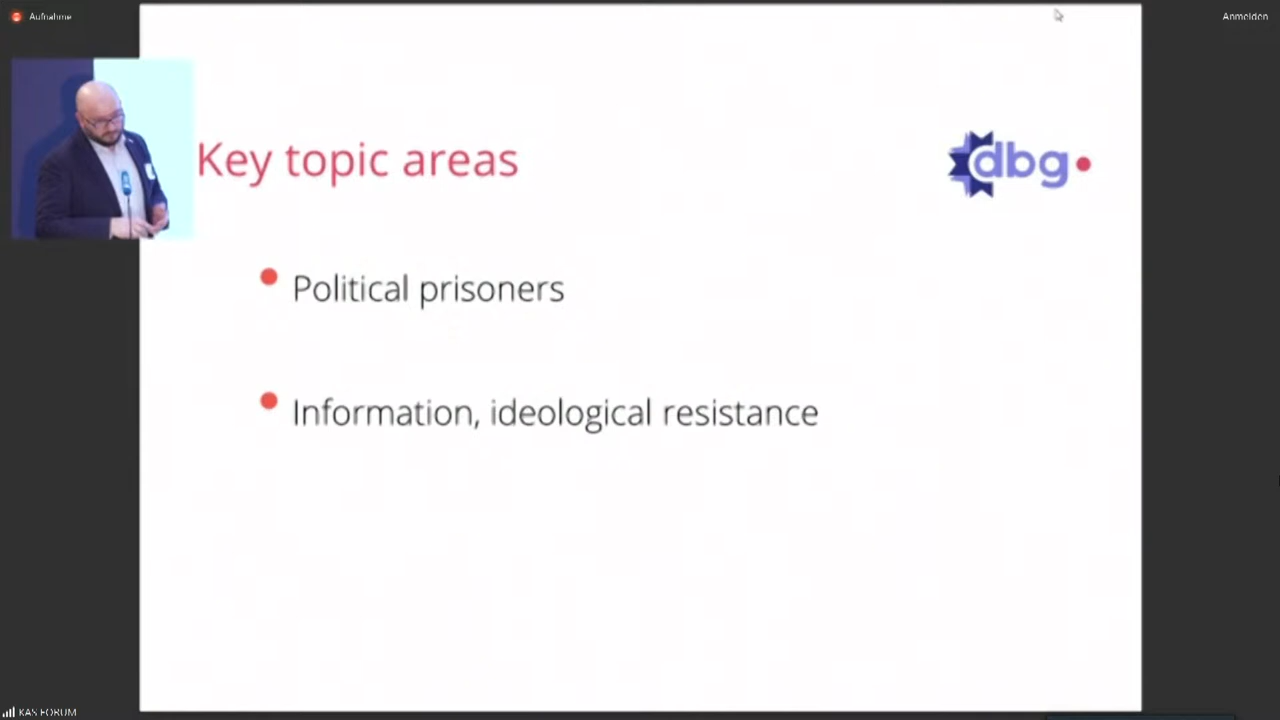 Aufnahme
Anmelden
Key topic areas
dbg
Political prisoners
Information, ideological resistance
KAS FORUM